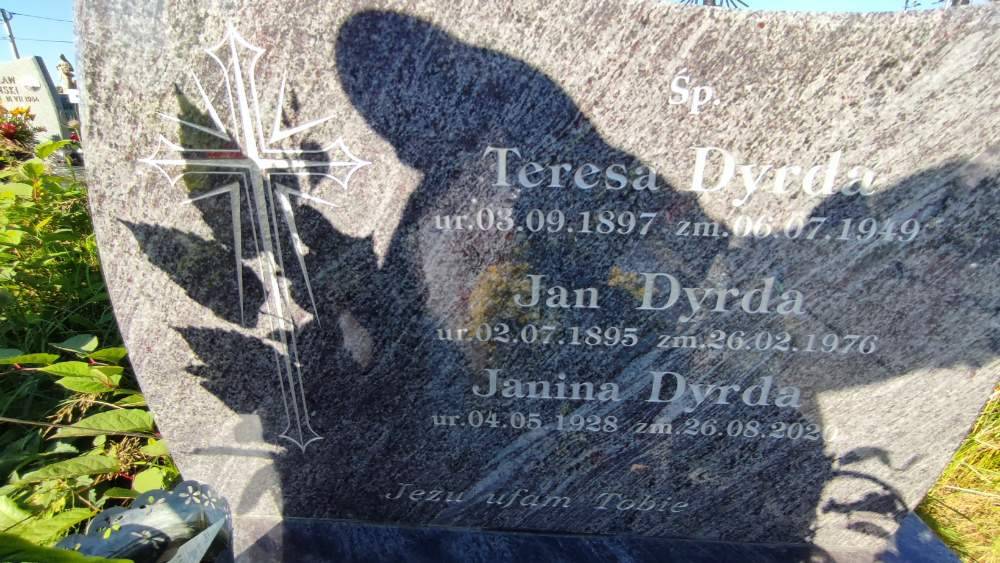 Śp.
Teresa Dyrda
ur.03.09.1897 zm.06.07.1949
Jan Dyrda
ur.02.07.1895 zm.26.02.1976
Janina Dyrda
ur.04.05.1928 zm.26.08.2020
Jezu ufam Tobie